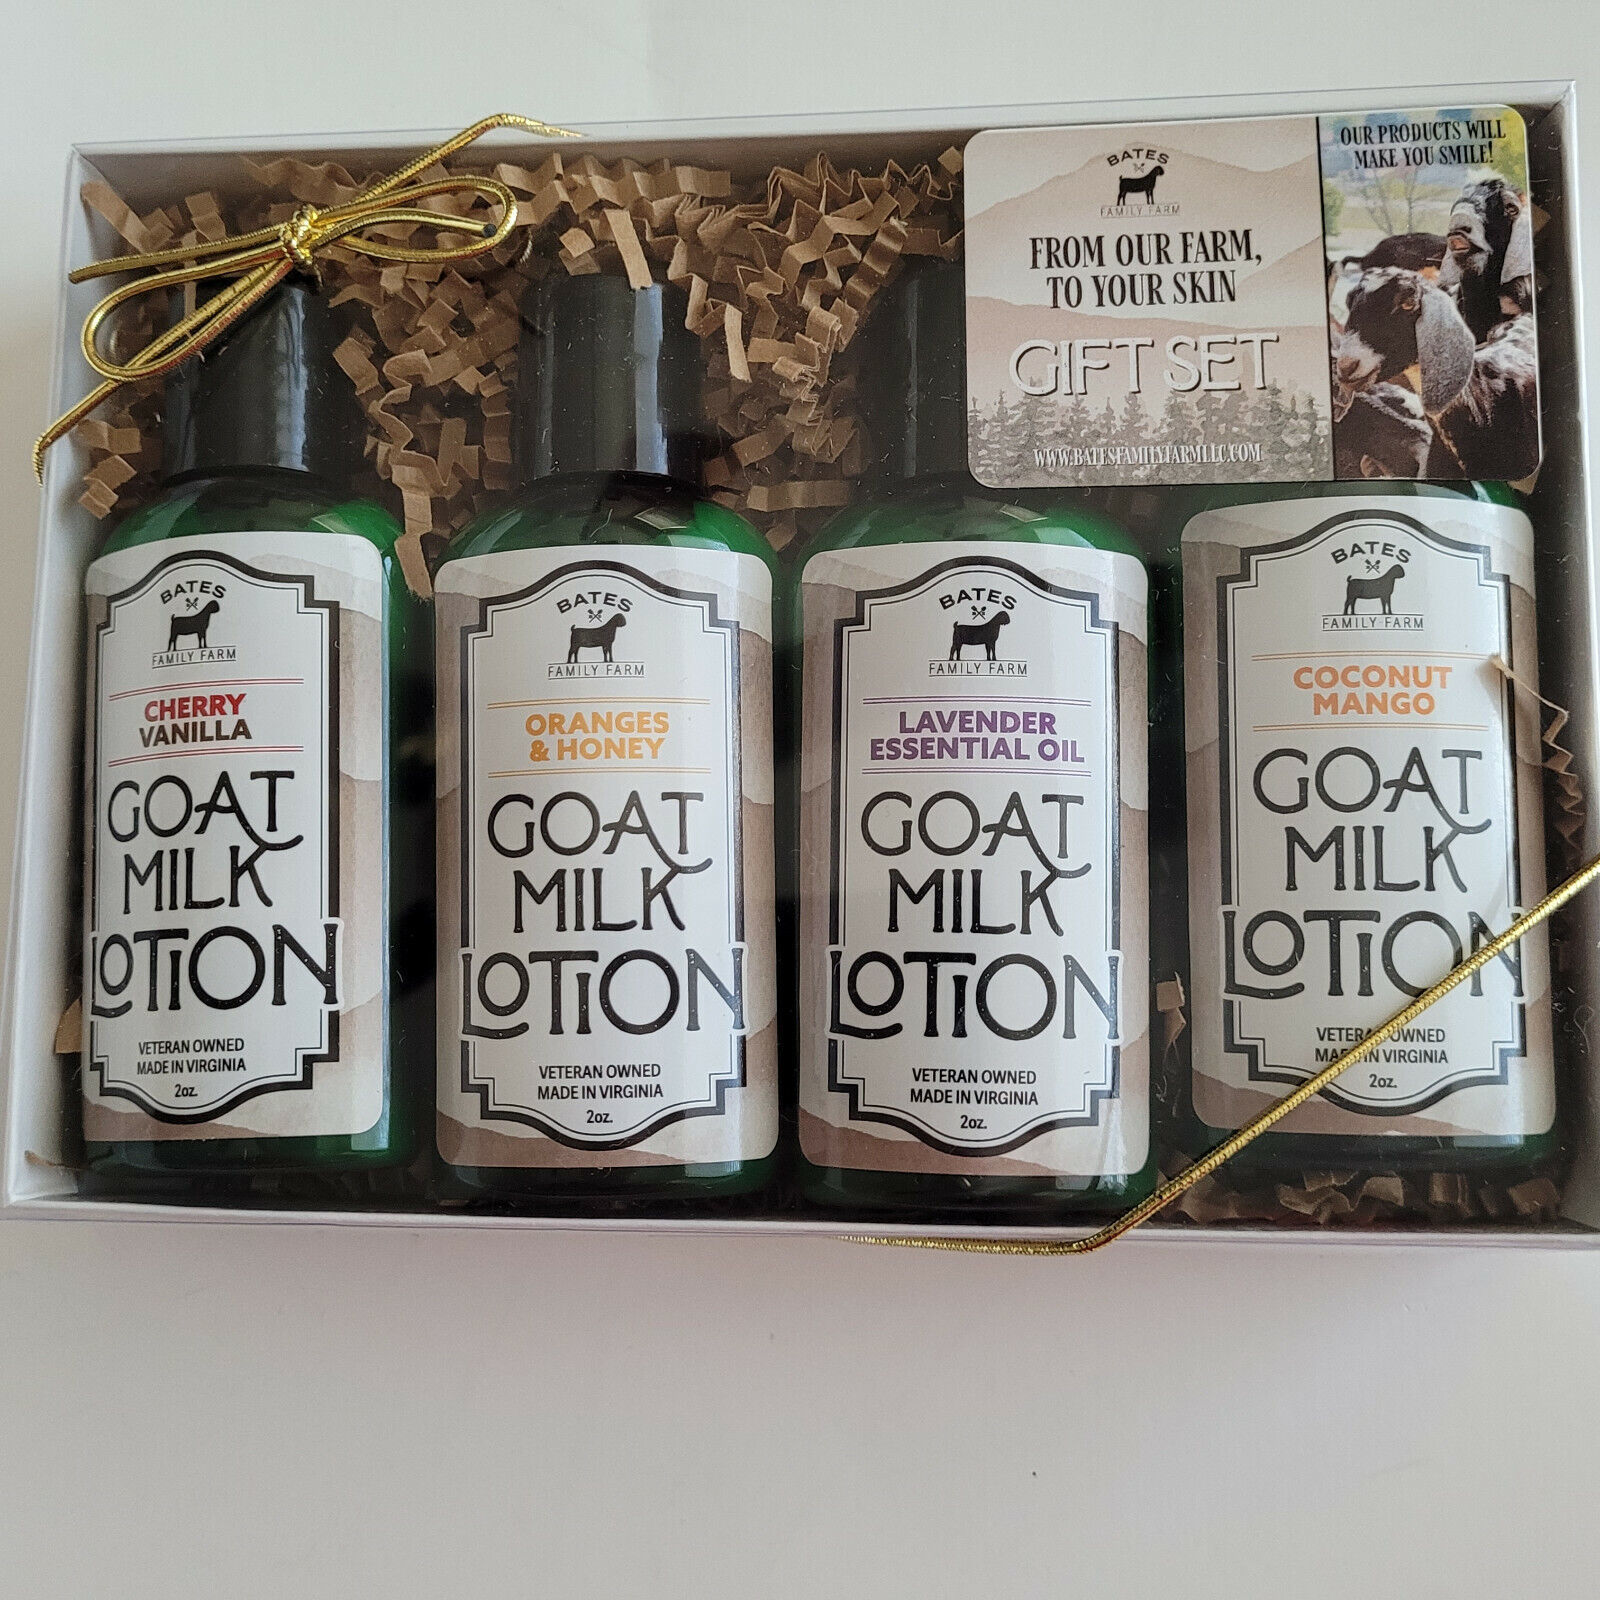 BATES
FAMILY FARM
FROM OUR FARM,
TO YOUR SKIN
GIFT SET
WWW.BATESFAMILYFARMLLC.COM
OUR PRODUCTS WILL
MAKE YOU SMILE!
BATES
FAMILY FARM
CHERRY
VANILLA
GOAT
MILK
LOTION
VETERAN OWNED
MADE IN VIRGINIA
2oz.
BATES
FAMILY FARM
ORANGES
& HONEY
GOAT
MILK
LOTION
VETERAN OWNED
MADE IN VIRGINIA
2oz.
BATES
FAMILY FARM
LAVENDER
ESSENTIAL OIL
GOAT
MILK
LOTION
VETERAN OWNED
MADE IN VIRGINIA
2oz.
BATES
FAMILY FARM
COCONUT
MANGO
GOAT
MILK
LOTION
VETERAN OWNED
MADE IN VIRGINIA
2oz.